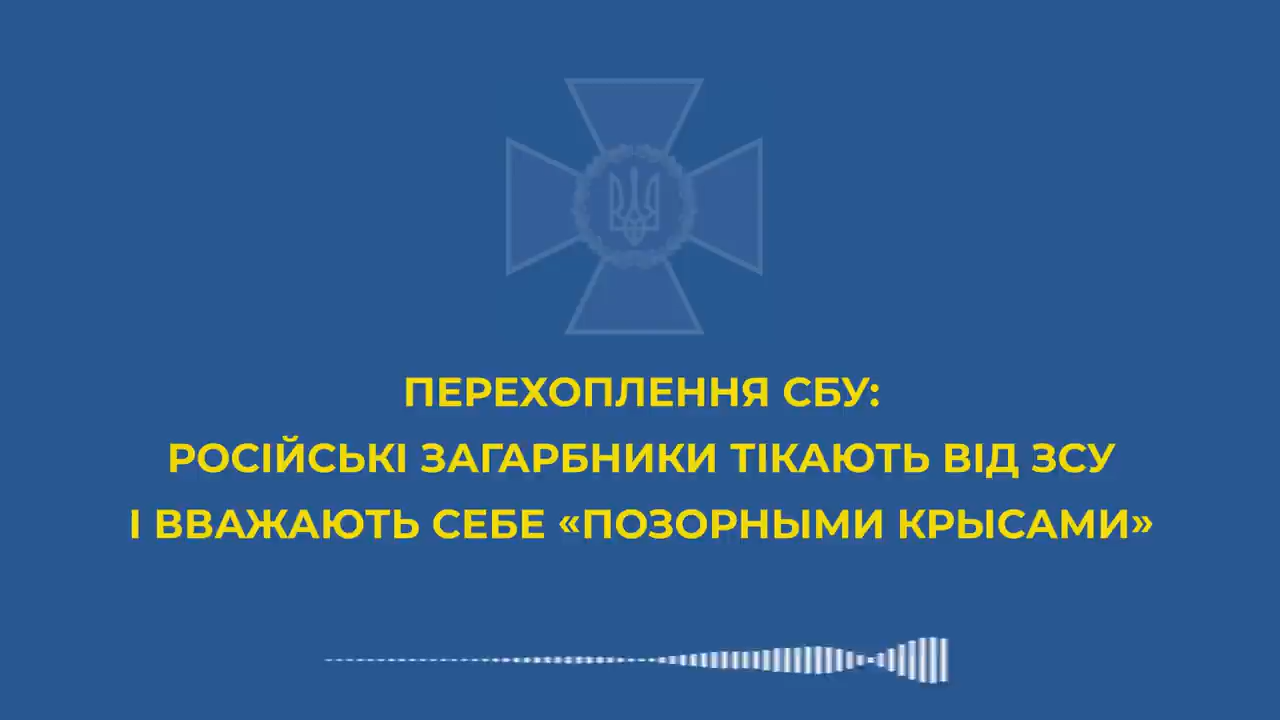 ПЕРЕХОПЛЕННЯ СБУ:
РОСІЙСЬКІ ЗАГАРБНИКИ ТІКАЮТЬ ВІД ЗСУ
І ВВАЖАЮТЬ СЕБЕ «ПОЗОРНЫМИ КРЫСАМИ»